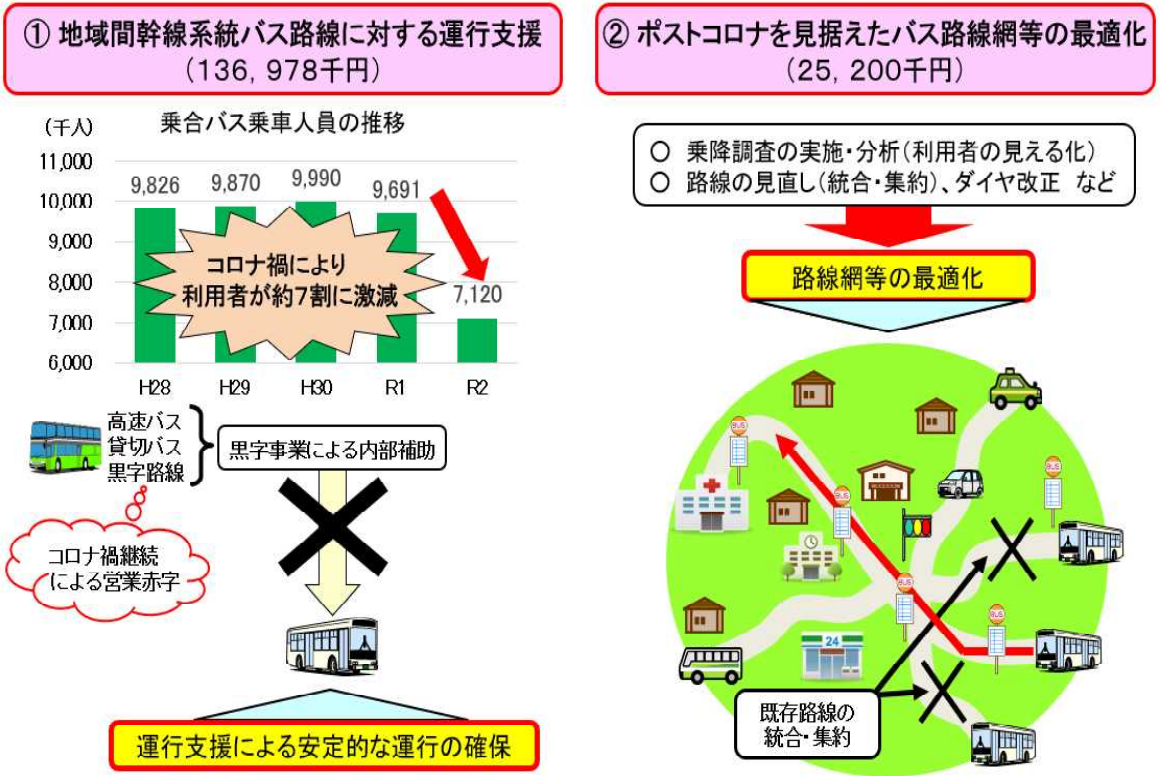 ① 地域間幹線系統バス路線に対する運行支援
(136,978千円)
(千人)
乗合バス乗車人員の推移
11,000
10,000
9,000
8,000
7,000
6,000
9,826
9,870
9,990
9,691
7,120
コロナ禍により
利用者が約7割に激減
H28
H29
H30
R1
R2
高速バス
貸切バス
黒字路線
黒字事業による内部補助
コロナ禍継続
による営業赤字
運行支援による安定的な運行の確保
② ポストコロナを見据えたバス路線網等の最適化
(25,200千円)
○ 乗降調査の実施・分析(利用者の見える化)
○ 路線の見直し(統合・集約)、ダイヤ改正 など
路線網等の最適化
BUS
BUS
BUS
BUS
BUS
24
既存路線の
統合・集約